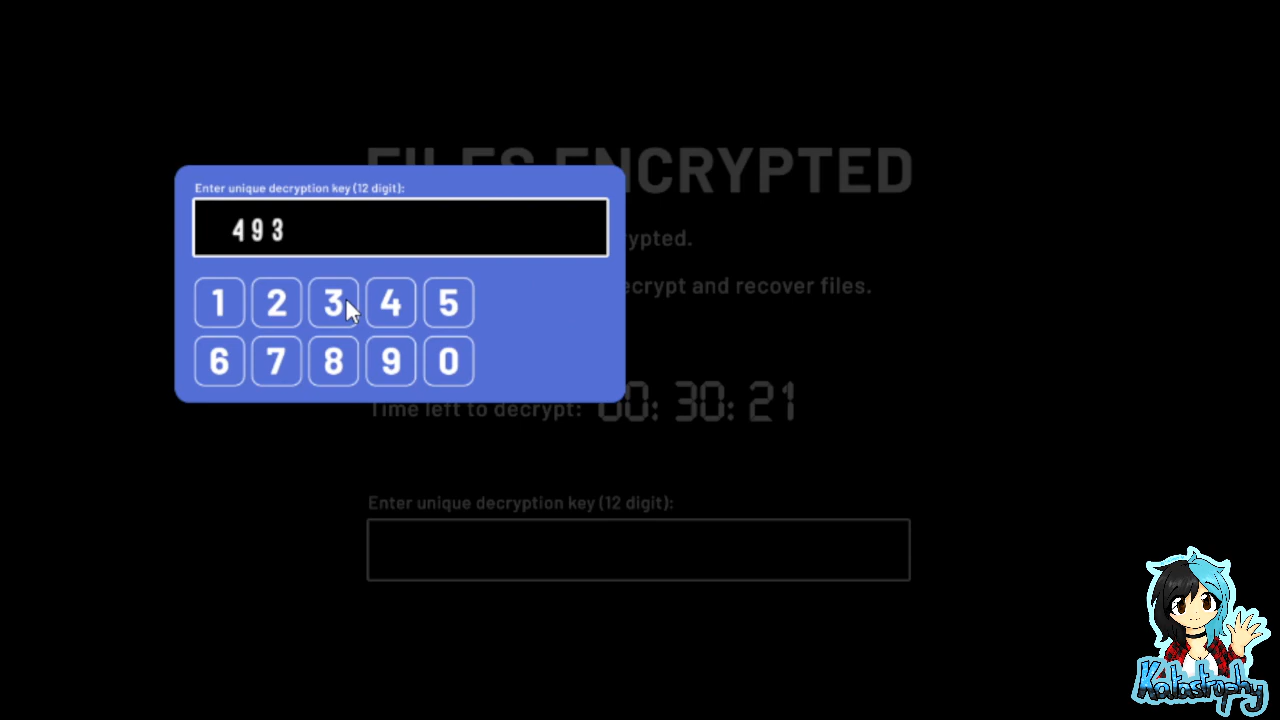 FILES ENCRYPTED
Enter unique decryption key (12 digit):
493
ypted.
1 2 3 4 5
ecrypt and recover files.
6 7 8 9 0
Time left to decrypt: 00: 30: 21
Enter unique decryption key (12 digit):
Katastrophy